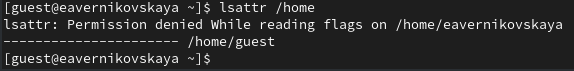 [guest@eavernikovskaya ~]$ lsattr /home
lsattr: Permission denied While reading flags on /home/eavernikovskaya
---------------------- /home/guest
[guest@eavernikovskaya ~]$